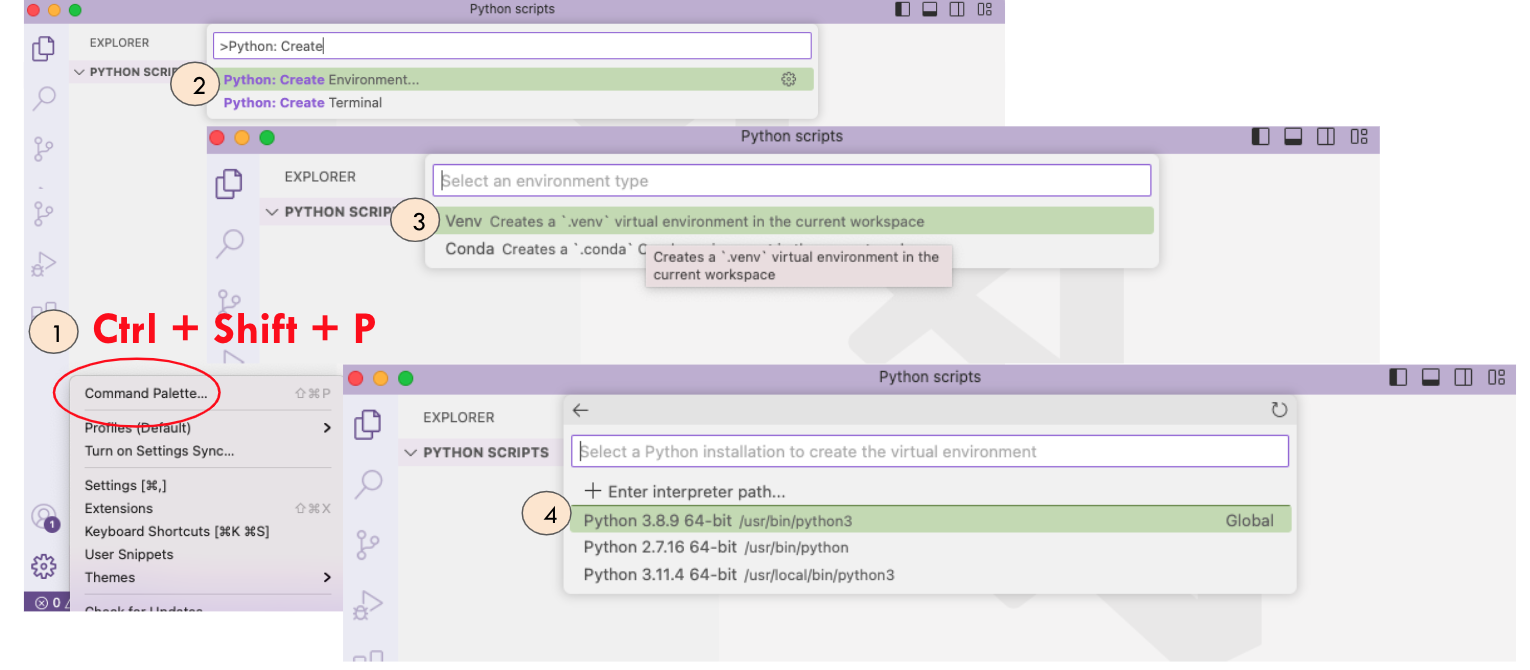 Python scripts
EXPLORER
>Python: Create
PYTHON SCRIP
2
Python: Create Environment...
Python: Create Terminal
Python scripts
EXPLORER
Select an environment type
PYTHON SCRIP
3
Venv Creates a `.venv` virtual environment in the current workspace
Conda Creates a `.conda`
Creates a `.venv` virtual environment in the
current workspace
1
Ctrl + Shift + P
Command Palette... ⇧⌘P
Profiles (Default) >
Turn on Settings Sync...
Settings [⌘,]
Extensions ⇧⌘X
Keyboard Shortcuts [⌘K ⌘S]
User Snippets
Themes >
Check for Updates
1
0
Python scripts
EXPLORER
PYTHON SCRIPTS
Select a Python installation to create the virtual environment
+ Enter interpreter path...
4
Python 3.8.9 64-bit /usr/bin/python3 Global
Python 2.7.16 64-bit /usr/bin/python
Python 3.11.4 64-bit /usr/local/bin/python3